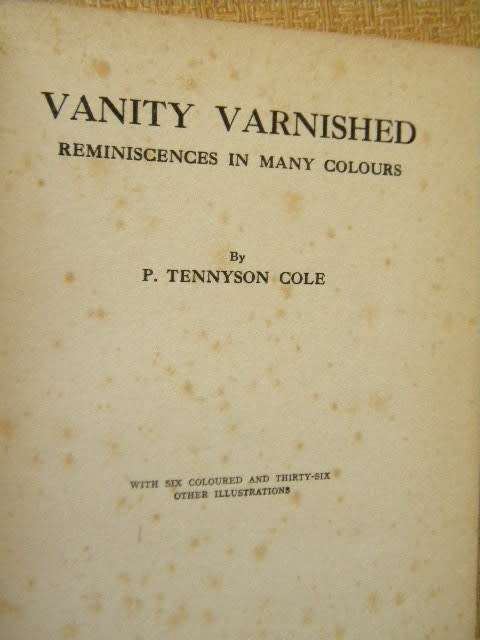 VANITY VARNISHED
REMINISCENCES IN MANY COLOURS
By
P. TENNYSON COLE
WITH SIX COLOURED AND THIRTY-SIX
OTHER ILLUSTRATIONS